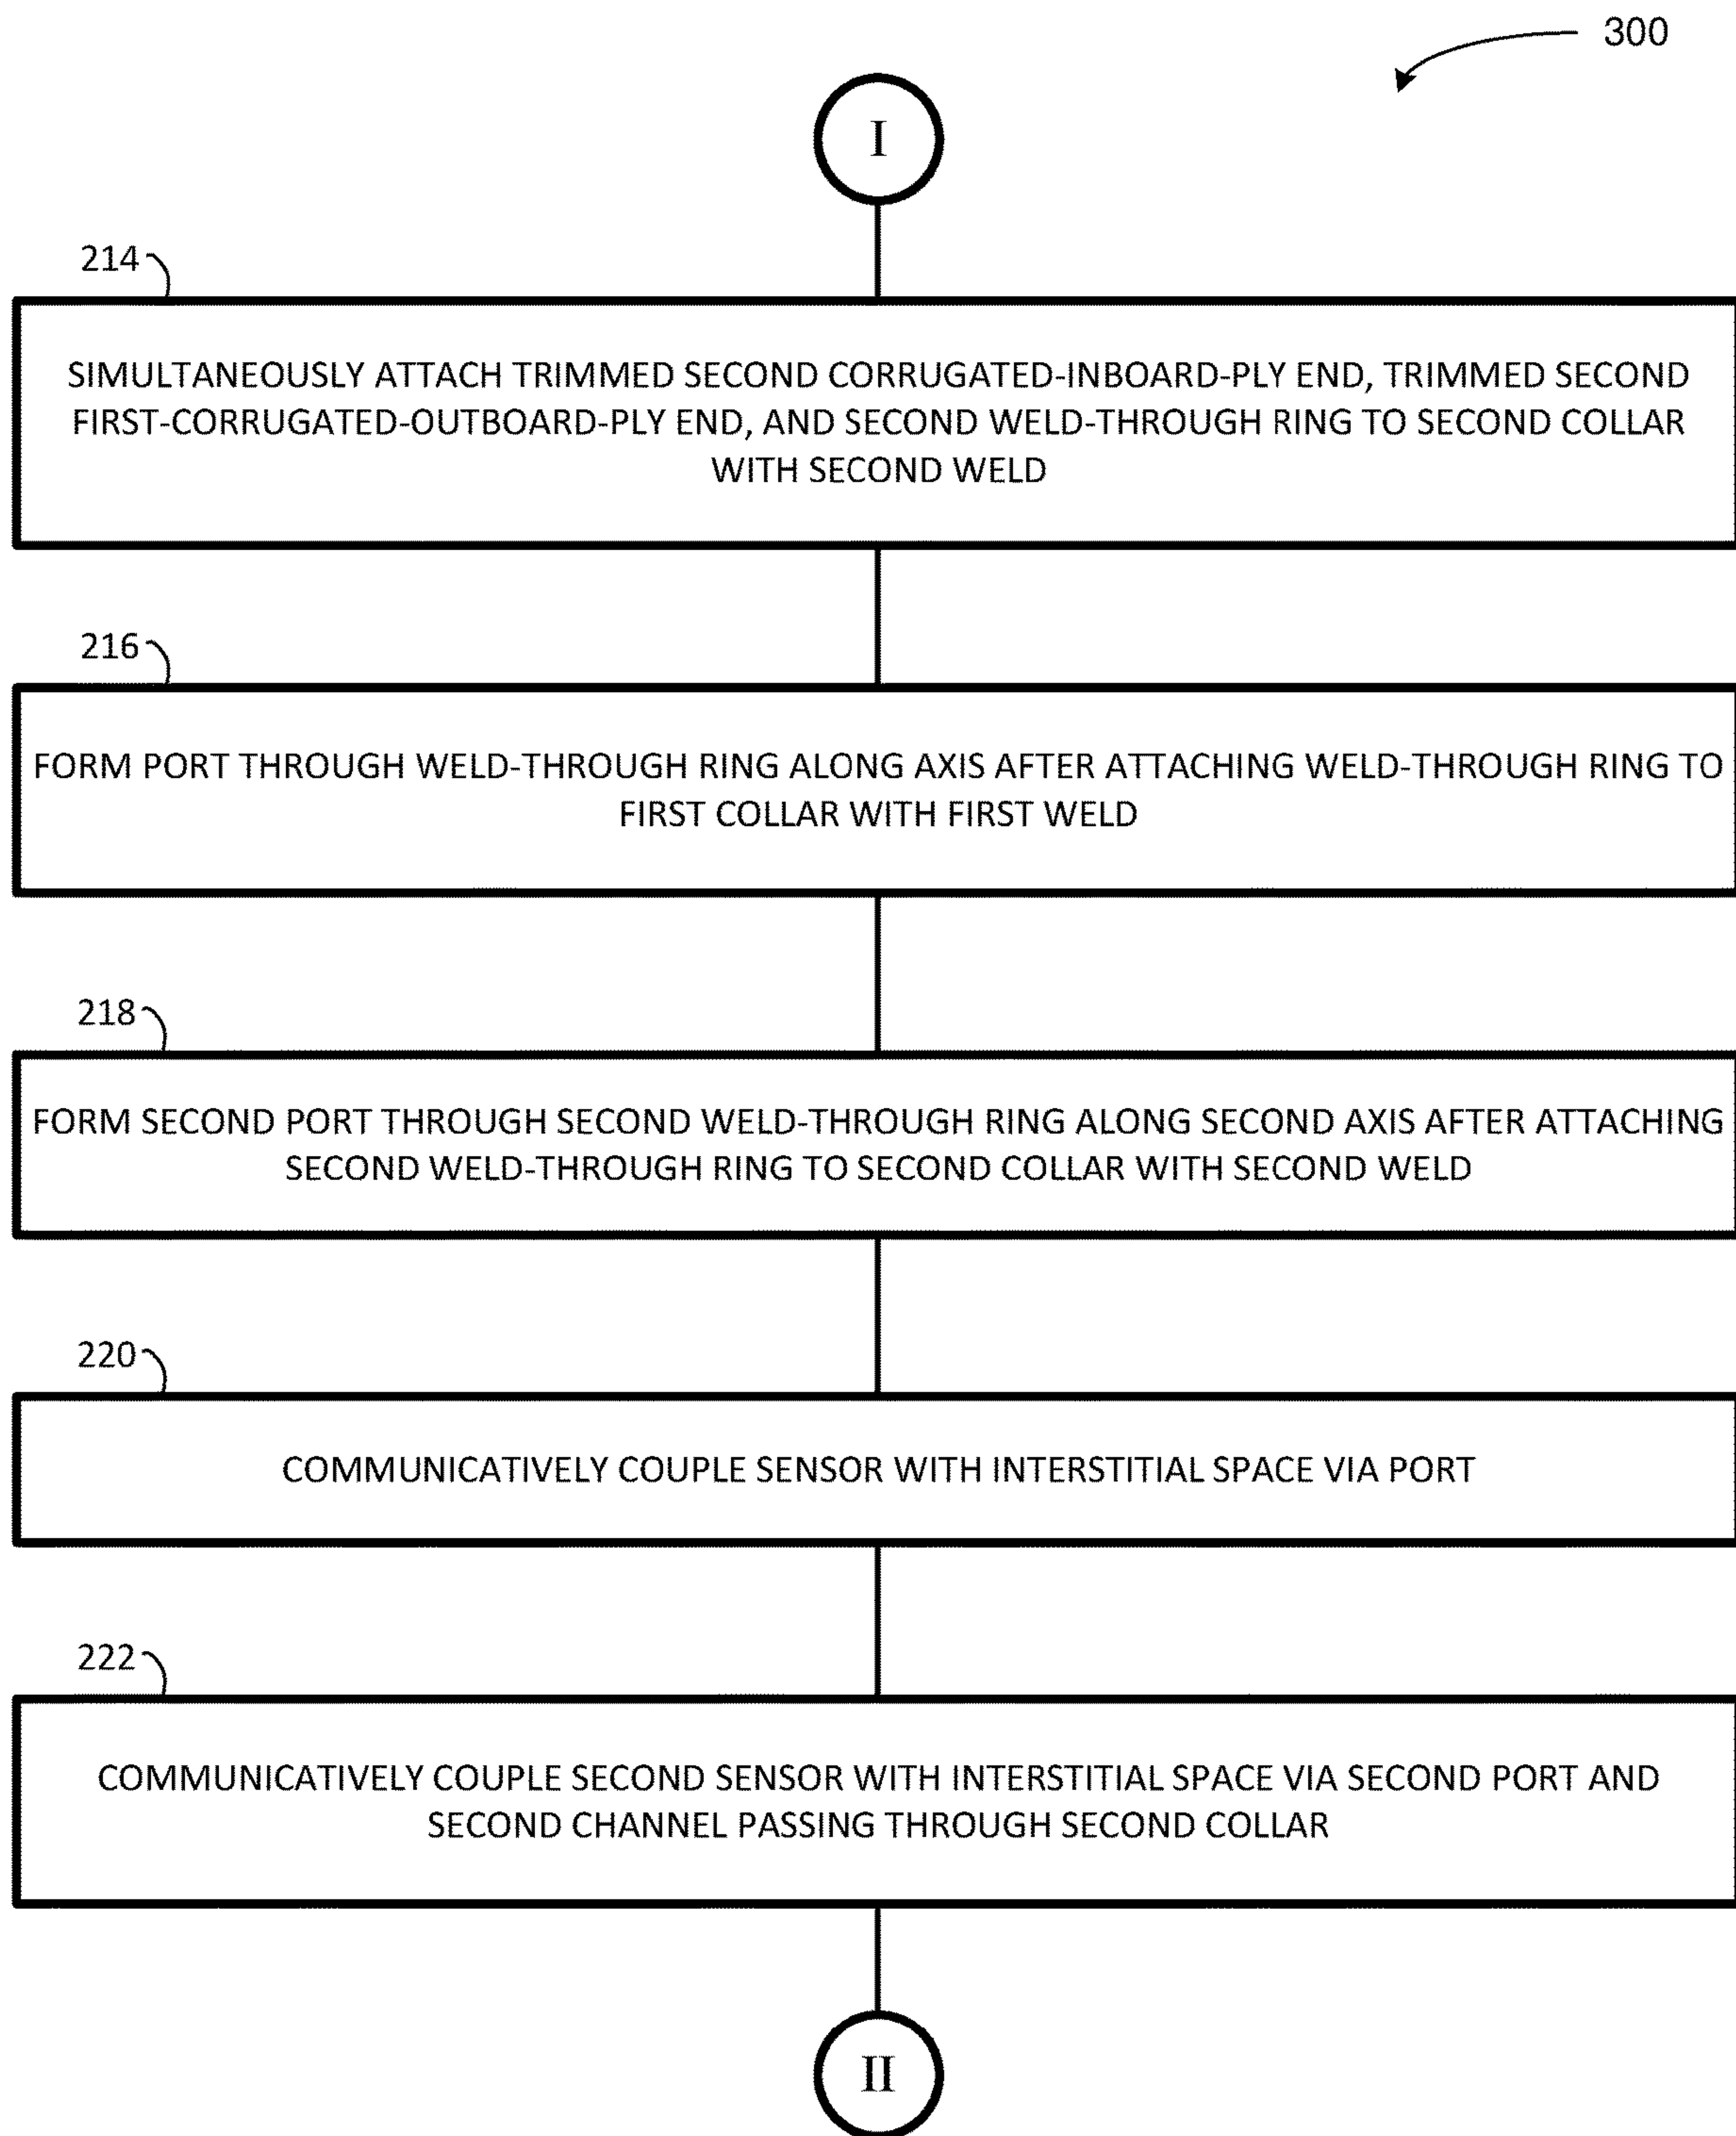 300
I
214
SIMULTANEOUSLY ATTACH TRIMMED SECOND CORRUGATED-INBOARD-PLY END, TRIMMED SECOND
FIRST-CORRUGATED-OUTBOARD-PLY END, AND SECOND WELD-THROUGH RING TO SECOND COLLAR
WITH SECOND WELD
216
FORM PORT THROUGH WELD-THROUGH RING ALONG AXIS AFTER ATTACHING WELD-THROUGH RING TO
FIRST COLLAR WITH FIRST WELD
218
FORM SECOND PORT THROUGH SECOND WELD-THROUGH RING ALONG SECOND AXIS AFTER ATTACHING
SECOND WELD-THROUGH RING TO SECOND COLLAR WITH SECOND WELD
220
COMMUNICATIVELY COUPLE SENSOR WITH INTERSTITIAL SPACE VIA PORT
222
COMMUNICATIVELY COUPLE SECOND SENSOR WITH INTERSTITIAL SPACE VIA SECOND PORT AND
SECOND CHANNEL PASSING THROUGH SECOND COLLAR
II